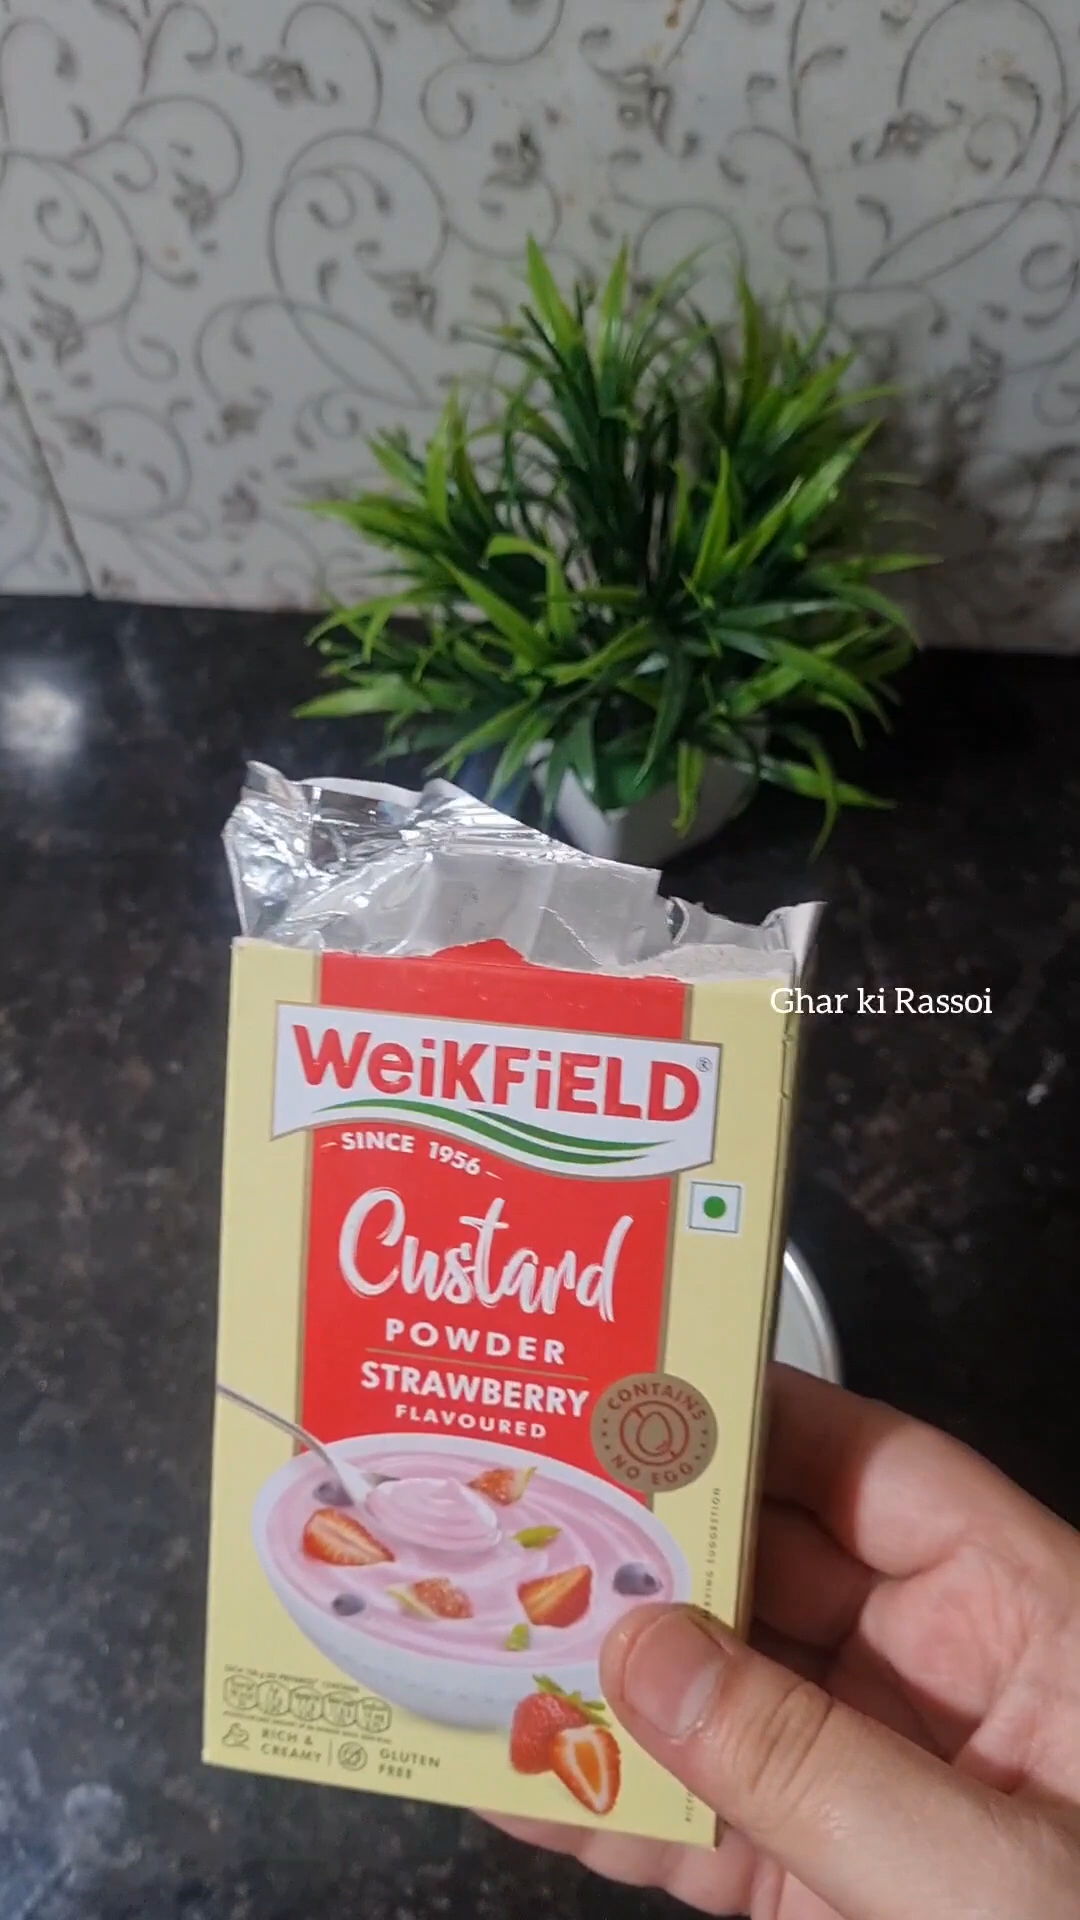 Ghar ki Rassoi
WeiKFiELD®
SINCE 1956
Custard
POWDER
STRAWBERRY
FLAVOURED
CONTAINS
NO EGG
RICH &
CREAMY
GLUTEN
FREE